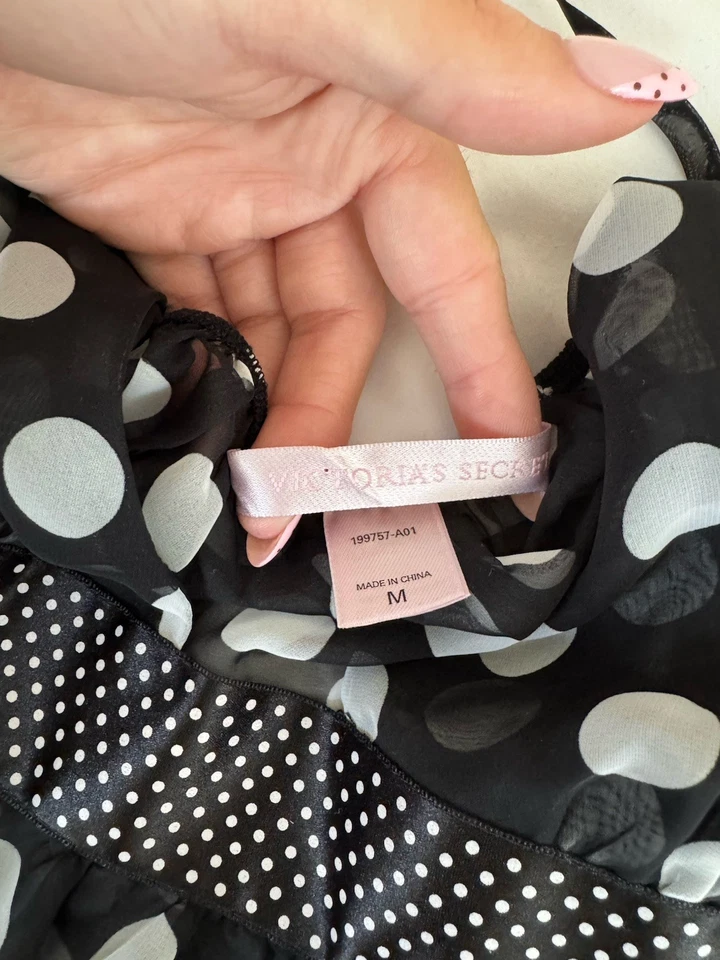 VICTORIA'S SECRET
199757-A01
MADE IN CHINA
M